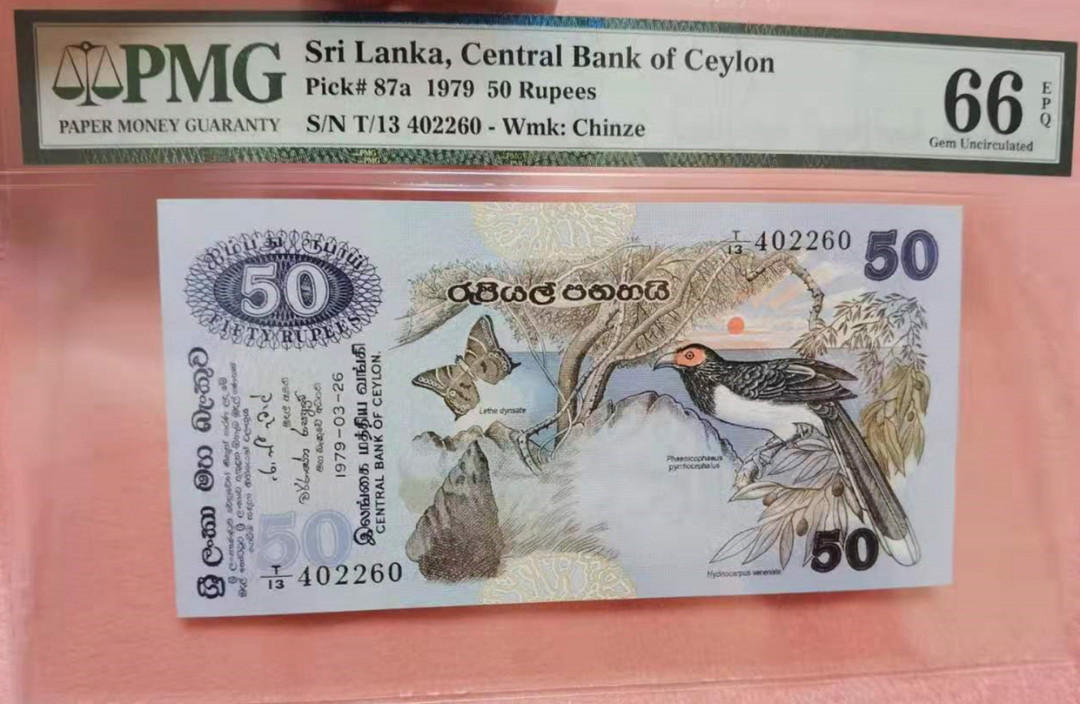 PMG
PAPER MONEY GUARANTY
Sri Lanka, Central Bank of Ceylon
Pick# 87a 1979 50 Rupees
S/N T/13 402260 - Wmk: Chinze
66
EPQ
Gem Uncirculated
ஐம்பது ரூபாய்
50
FIFTY RUPEES
රුපියල් පනහයි
T/13 402260
50
Lethe dynsate
Phaenicophaeus
pyrrhocephalus
ශ්‍රී ලංකා මහ බැංකුව
1979-03-26
இலங்கை மத்திய வங்கி
CENTRAL BANK OF CEYLON.
50
T/13 402260
50
Hydnocarpus venenata